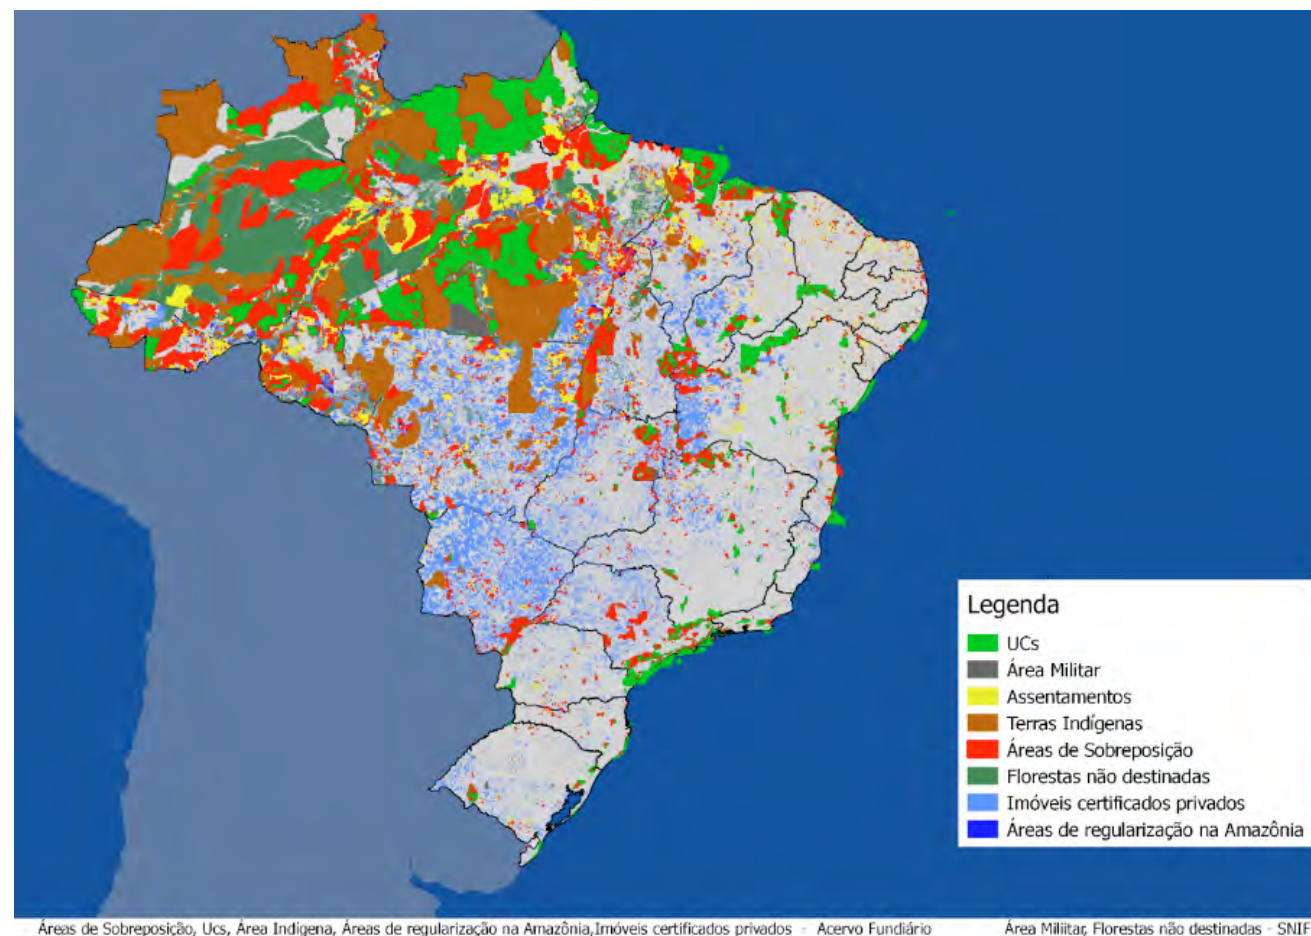 Legenda
UCs
Área Militar
Assentamentos
Terras Indígenas
Áreas de Sobreposição
Florestas não destinadas
Imóveis certificados privados
Áreas de regularização na Amazônia
Áreas de Sobreposição, Ucs, Área Indígena, Áreas de regularização na Amazônia,Imóveis certificados privados - Acervo Fundiário
Área Miliitar, Florestas não destinadas - SNIF